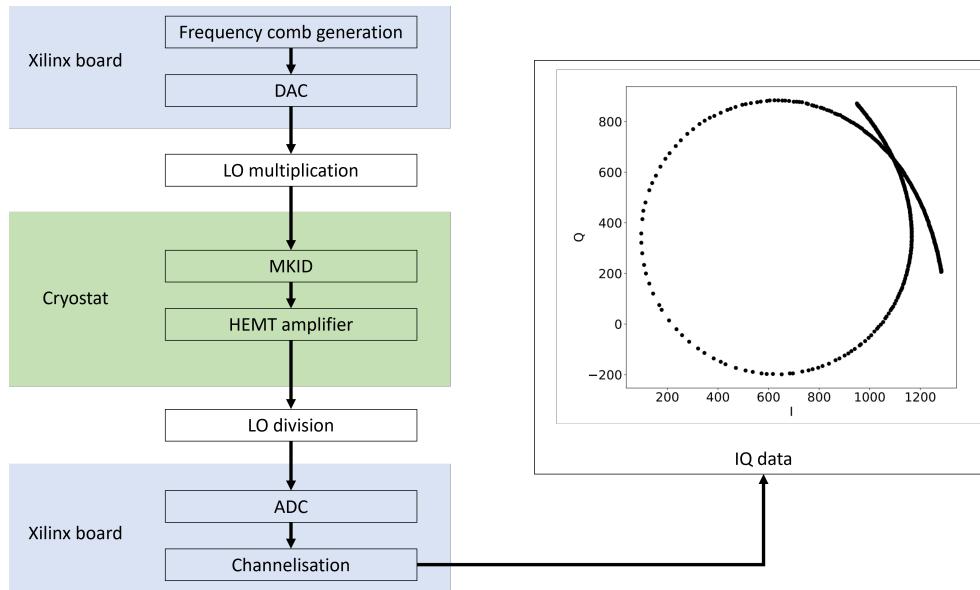 Frequency comb generation
Xilinx board
DAC
LO multiplication
MKID
Cryostat
HEMT amplifier
LO division
ADC
Xilinx board
Channelisation
800
600
400
200
0
−200
Q
200 400 600 800 1000 1200
I
IQ data